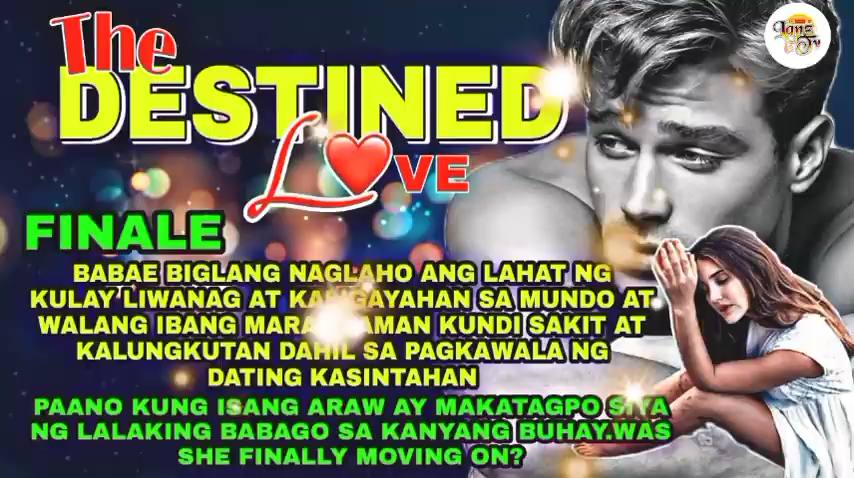 The
DESTINED
LOVE
FINALE
BABAE BIGLANG NAGLAHO ANG LAHAT NG
KULAY LIWANAG AT KALIGAYAHAN SA MUNDO AT
WALANG IBANG MARARAMDAMAN KUNDI SAKIT AT
KALUNGKUTAN DAHIL SA PAGKAWALA NG
DATING KASINTAHAN
PAANO KUNG ISANG ARAW AY MAKATAGPO SIYA
NG LALAKING BABAGO SA KANYANG BUHAY.WAS
SHE FINALLY MOVING ON?